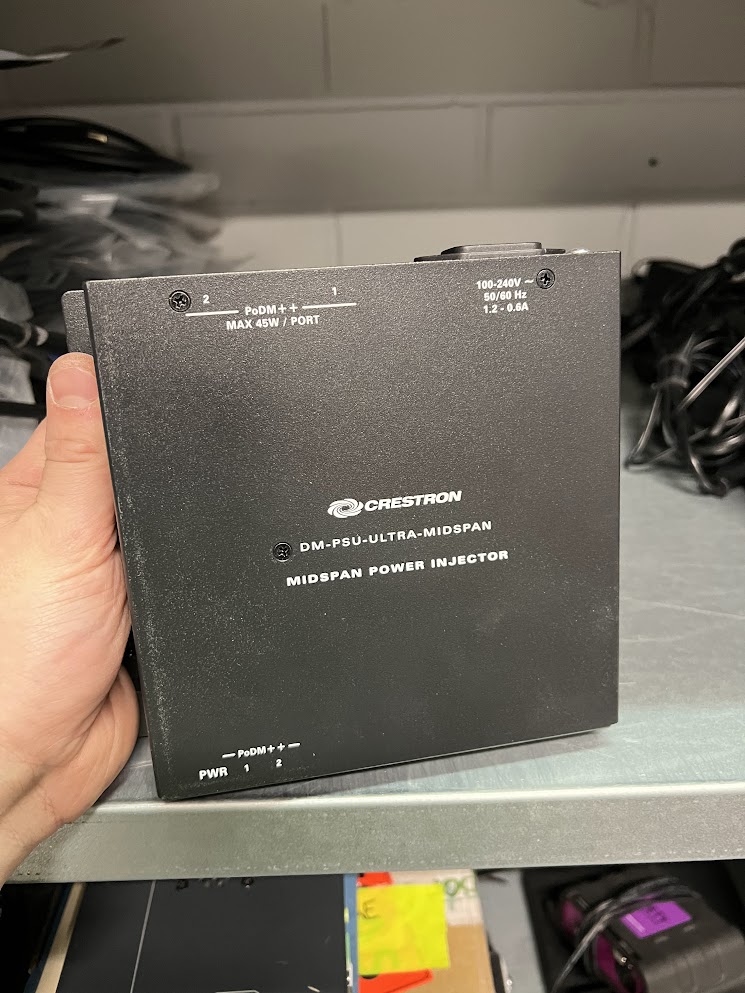 2 1
PoDM++
MAX 45W / PORT
100-240V ~
50/60 Hz
1.2 - 0.6A
CRESTRON
DM-PSU-ULTRA-MIDSPAN
MIDSPAN POWER INJECTOR
PoDM++
PWR 1 2